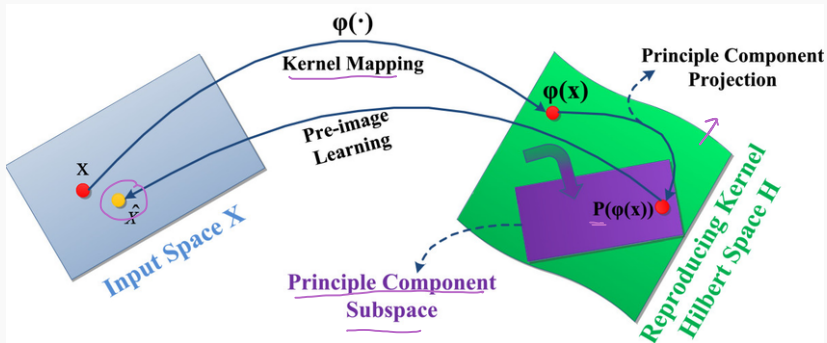 φ(·)
Kernel Mapping
Principle Component
Projection
φ(x)
Pre-image
Learning
X
x̂
P(φ(x))
Input Space X
Principle Component
Subspace
Reproducing Kernel
Hilbert Space H